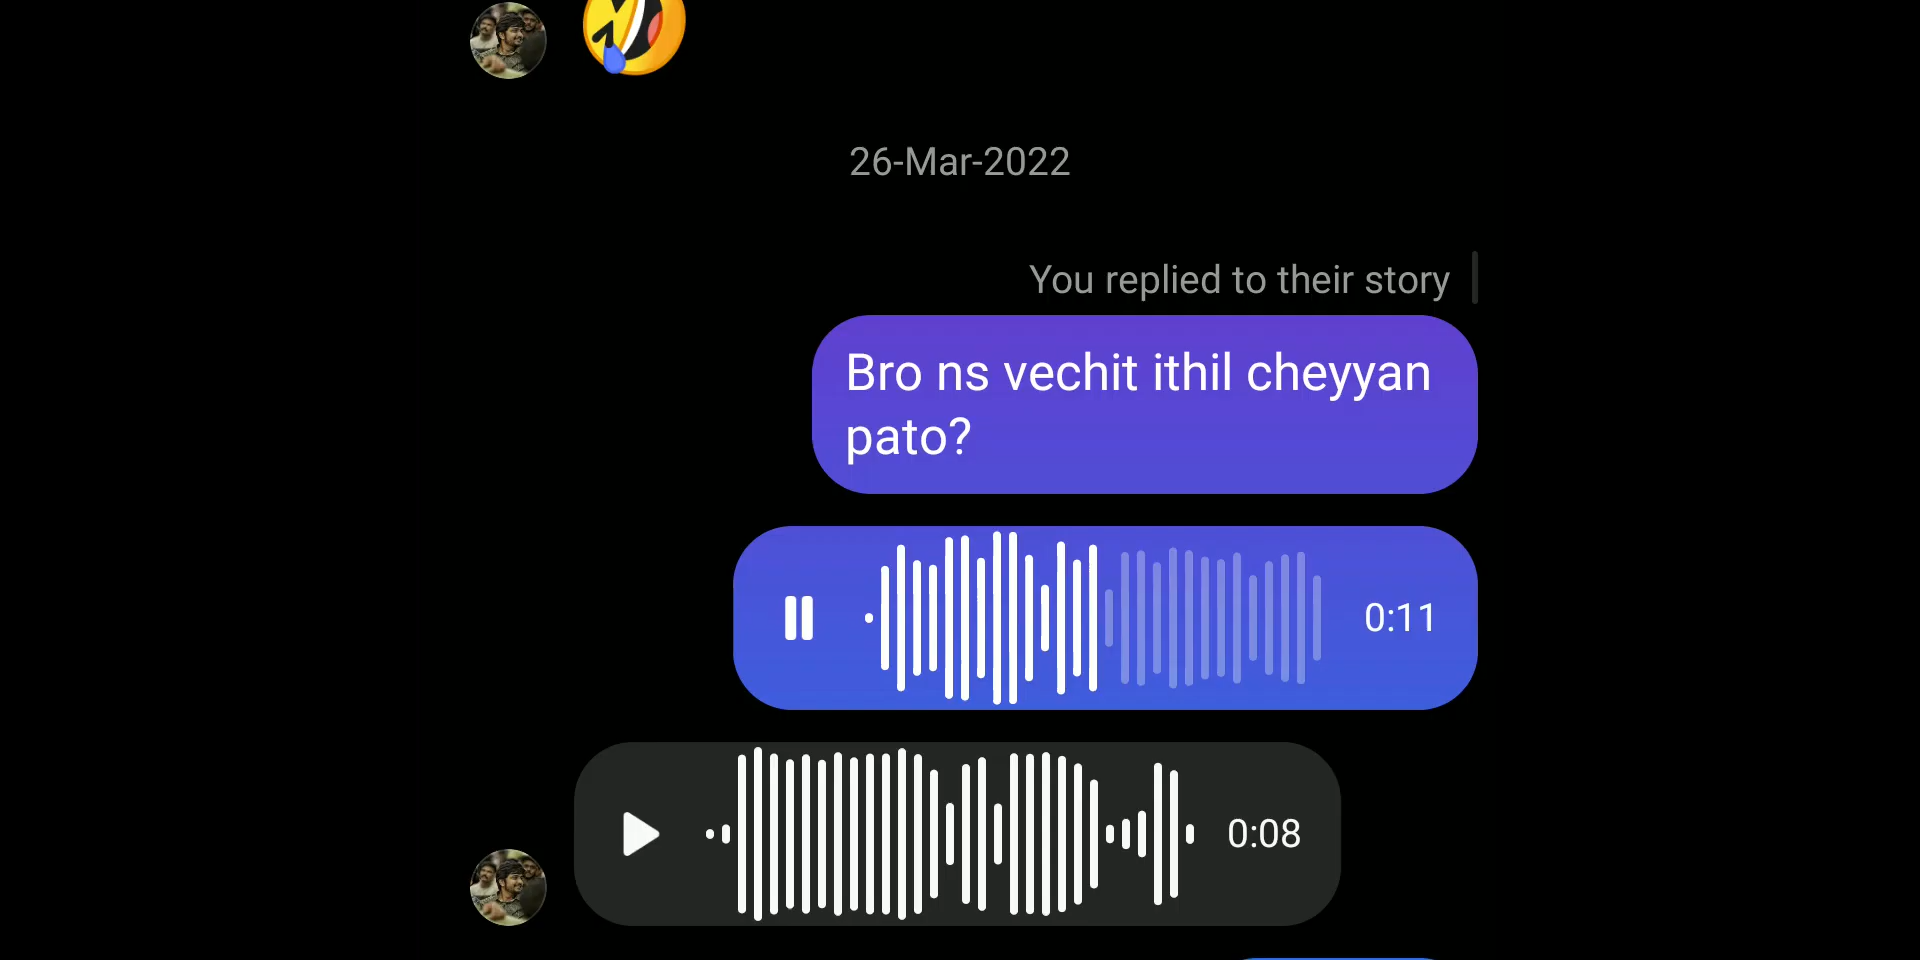 26-Mar-2022
You replied to their story
Bro ns vechit ithil cheyyan
pato?
0:11
0:08